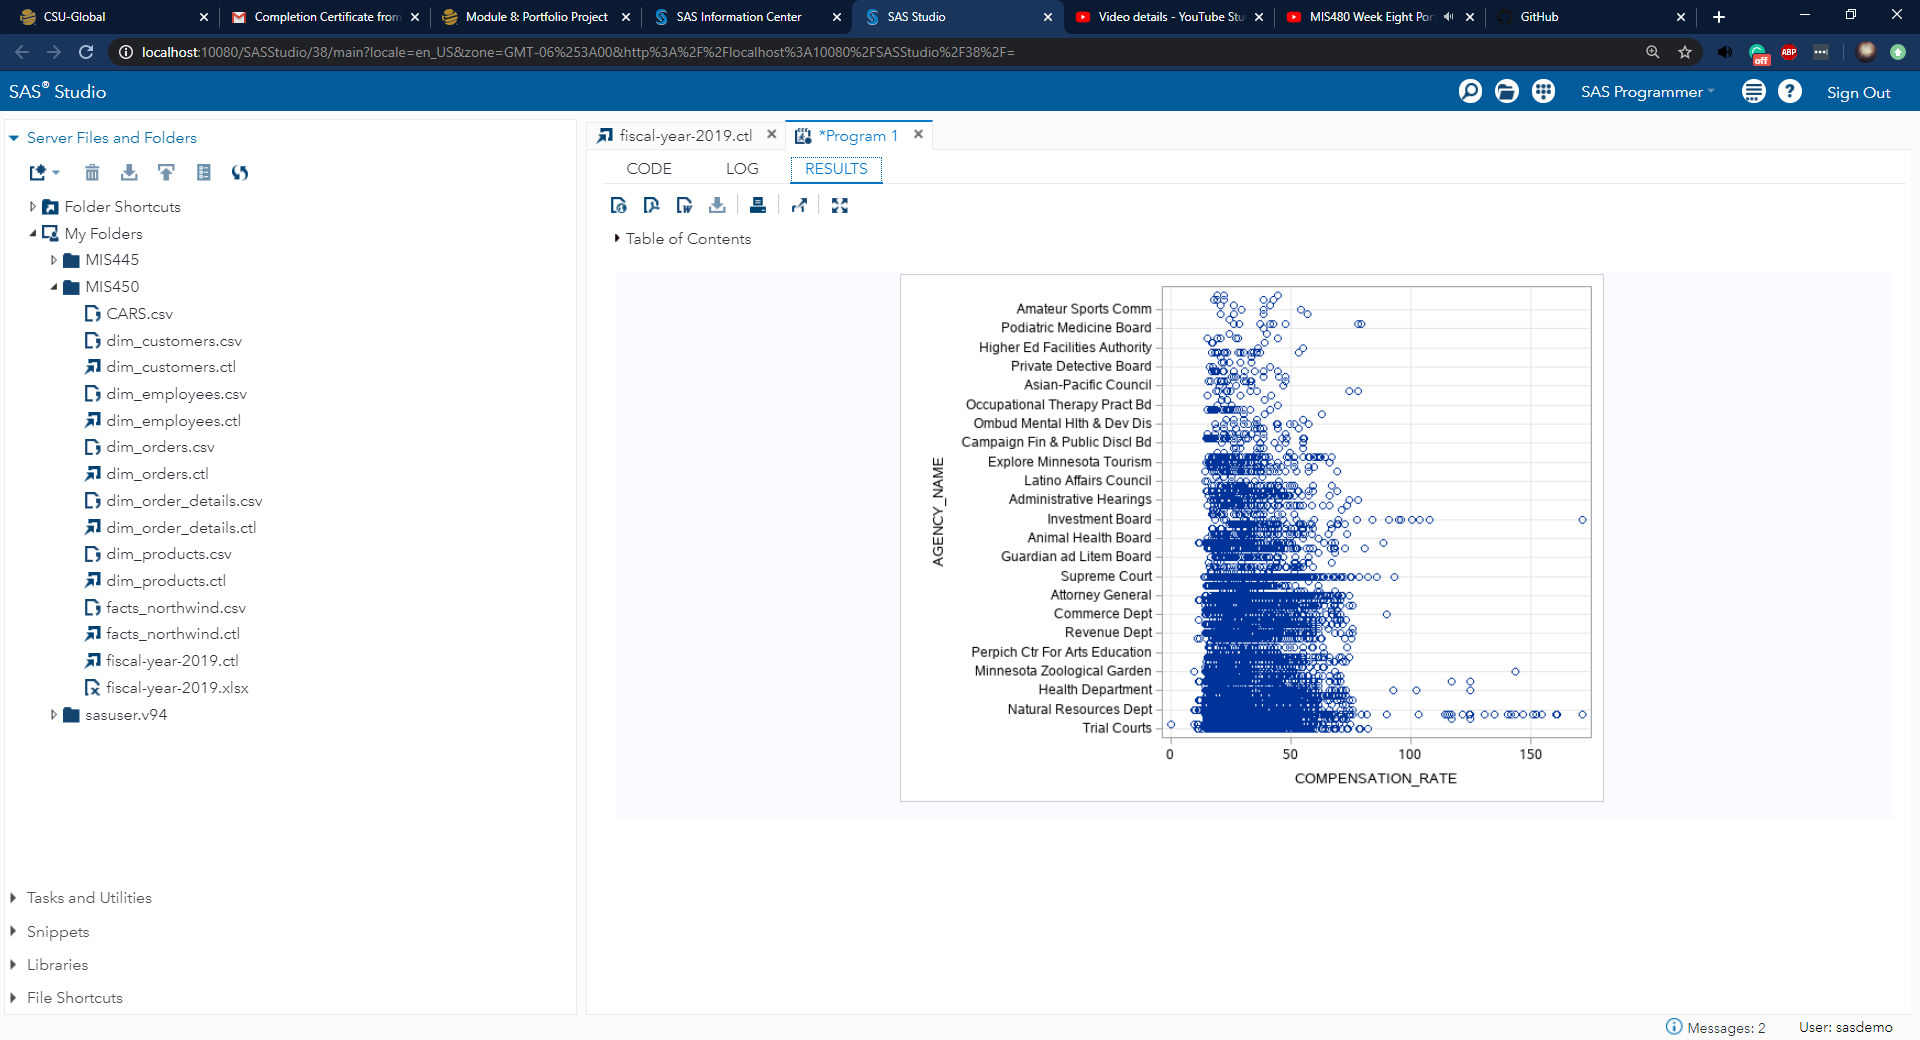 CSU-Global
Completion Certificate from
Module 8: Portfolio Project
SAS Information Center
SAS Studio
Video details - YouTube Stu
MIS480 Week Eight Por
GitHub
localhost:10080/SASStudio/38/main?locale=en_US&zone=GMT-06%253A00&http%3A%2F%2Flocalhost%3A10080%2FSASStudio%2F38%2F=
off
ABP
SAS® Studio
SAS Programmer
Sign Out
Server Files and Folders
Folder Shortcuts
My Folders
MIS445
MIS450
CARS.csv
dim_customers.csv
dim_customers.ctl
dim_employees.csv
dim_employees.ctl
dim_orders.csv
dim_orders.ctl
dim_order_details.csv
dim_order_details.ctl
dim_products.csv
dim_products.ctl
facts_northwind.csv
facts_northwind.ctl
fiscal-year-2019.ctl
fiscal-year-2019.xlsx
sasuser.v94
Tasks and Utilities
Snippets
Libraries
File Shortcuts
fiscal-year-2019.ctl
*Program 1
CODE
LOG
RESULTS
Table of Contents
AGENCY_NAME
Amateur Sports Comm
Podiatric Medicine Board
Higher Ed Facilities Authority
Private Detective Board
Asian-Pacific Council
Occupational Therapy Pract Bd
Ombud Mental Hlth & Dev Dis
Campaign Fin & Public Discl Bd
Explore Minnesota Tourism
Latino Affairs Council
Administrative Hearings
Investment Board
Animal Health Board
Guardian ad Litem Board
Supreme Court
Attorney General
Commerce Dept
Revenue Dept
Perpich Ctr For Arts Education
Minnesota Zoological Garden
Health Department
Natural Resources Dept
Trial Courts
0 50 100 150
COMPENSATION_RATE
Messages: 2
User: sasdemo